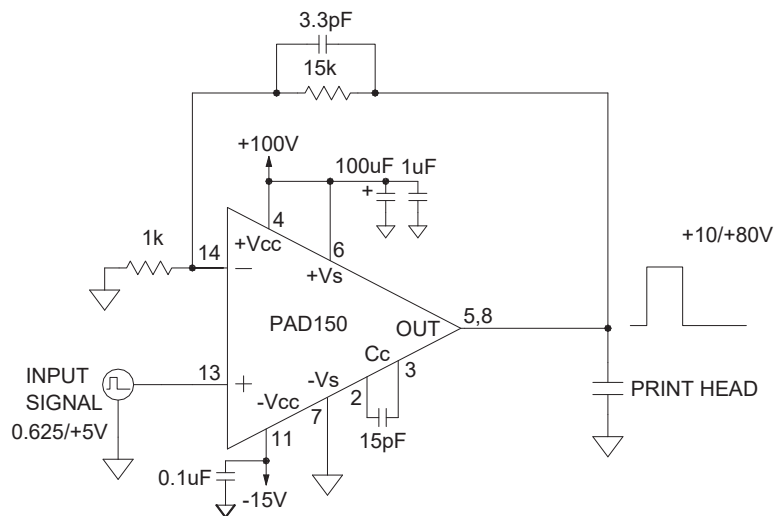 3.3pF
15k
+100V
100uF
1uF
+
4
+Vcc
6
+Vs
+10/+80V
1k
14
−
PAD150
OUT
5,8
Cc
3
INPUT
SIGNAL
0.625/+5V
13
+
-Vcc
-Vs
2
7
11
15pF
PRINT HEAD
0.1uF
-15V